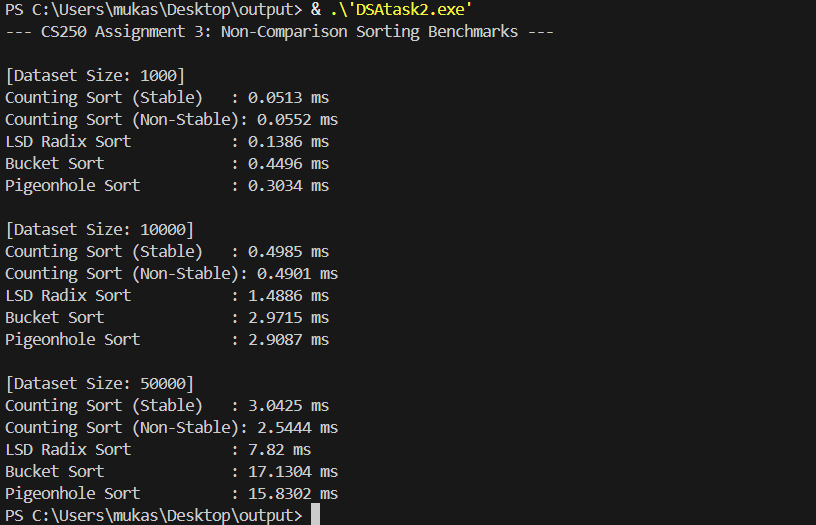 PS C:\Users\mukas\Desktop\output> & .\'DSAtask2.exe'
--- CS250 Assignment 3: Non-Comparison Sorting Benchmarks ---
[Dataset Size: 1000]
Counting Sort (Stable)   : 0.0513 ms
Counting Sort (Non-Stable): 0.0552 ms
LSD Radix Sort           : 0.1386 ms
Bucket Sort              : 0.4496 ms
Pigeonhole Sort          : 0.3034 ms
[Dataset Size: 10000]
Counting Sort (Stable)   : 0.4985 ms
Counting Sort (Non-Stable): 0.4901 ms
LSD Radix Sort           : 1.4886 ms
Bucket Sort              : 2.9715 ms
Pigeonhole Sort          : 2.9087 ms
[Dataset Size: 50000]
Counting Sort (Stable)   : 3.0425 ms
Counting Sort (Non-Stable): 2.5444 ms
LSD Radix Sort           : 7.82 ms
Bucket Sort              : 17.1304 ms
Pigeonhole Sort          : 15.8302 ms
PS C:\Users\mukas\Desktop\output>